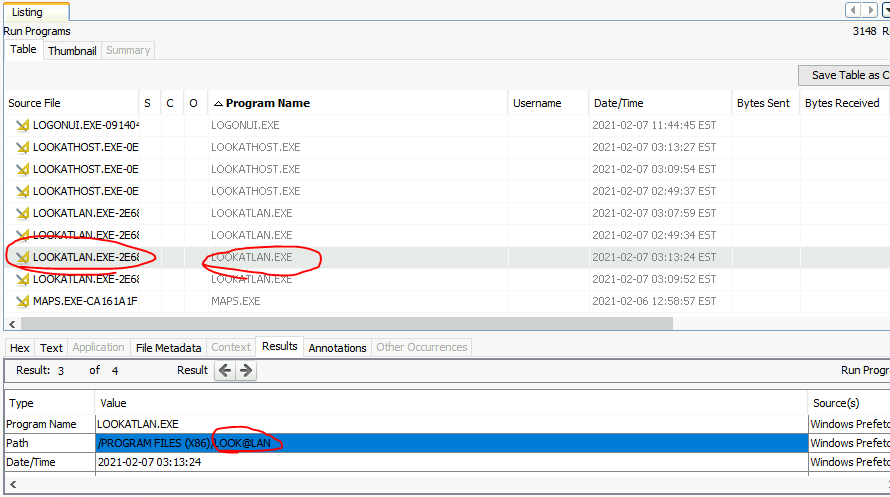 Listing
Run Programs 3148 R
Table Thumbnail Summary
Save Table as C
Source File S C O Program Name Username Date/Time Bytes Sent Bytes Received
LOGONUI.EXE-09140 LOGONUI.EXE 2021-02-07 11:44:45 EST
LOOKATHOST.EXE-0E LOOKATHOST.EXE 2021-02-07 03:13:27 EST
LOOKATHOST.EXE-0E LOOKATHOST.EXE 2021-02-07 03:09:54 EST
LOOKATHOST.EXE-0E LOOKATHOST.EXE 2021-02-07 02:49:37 EST
LOOKATLAN.EXE-2E68 LOOKATLAN.EXE 2021-02-07 03:07:59 EST
LOOKATLAN.EXE-2E68 LOOKATLAN.EXE 2021-02-07 02:49:34 EST
LOOKATLAN.EXE-2E68 LOOKATLAN.EXE 2021-02-07 03:13:24 EST
LOOKATLAN.EXE-2E68 LOOKATLAN.EXE 2021-02-07 03:09:52 EST
MAPS.EXE-CA161A1F MAPS.EXE 2021-02-06 12:58:57 EST
Hex Text Application File Metadata Context Results Annotations Other Occurrences
Result: 3 of 4 Result Run Progr
Type Value Source(s)
Program Name LOOKATLAN.EXE Windows Prefetc
Path /PROGRAM FILES (X86)/LOOK@LAN Windows Prefetc
Date/Time 2021-02-07 03:13:24 Windows Prefetc